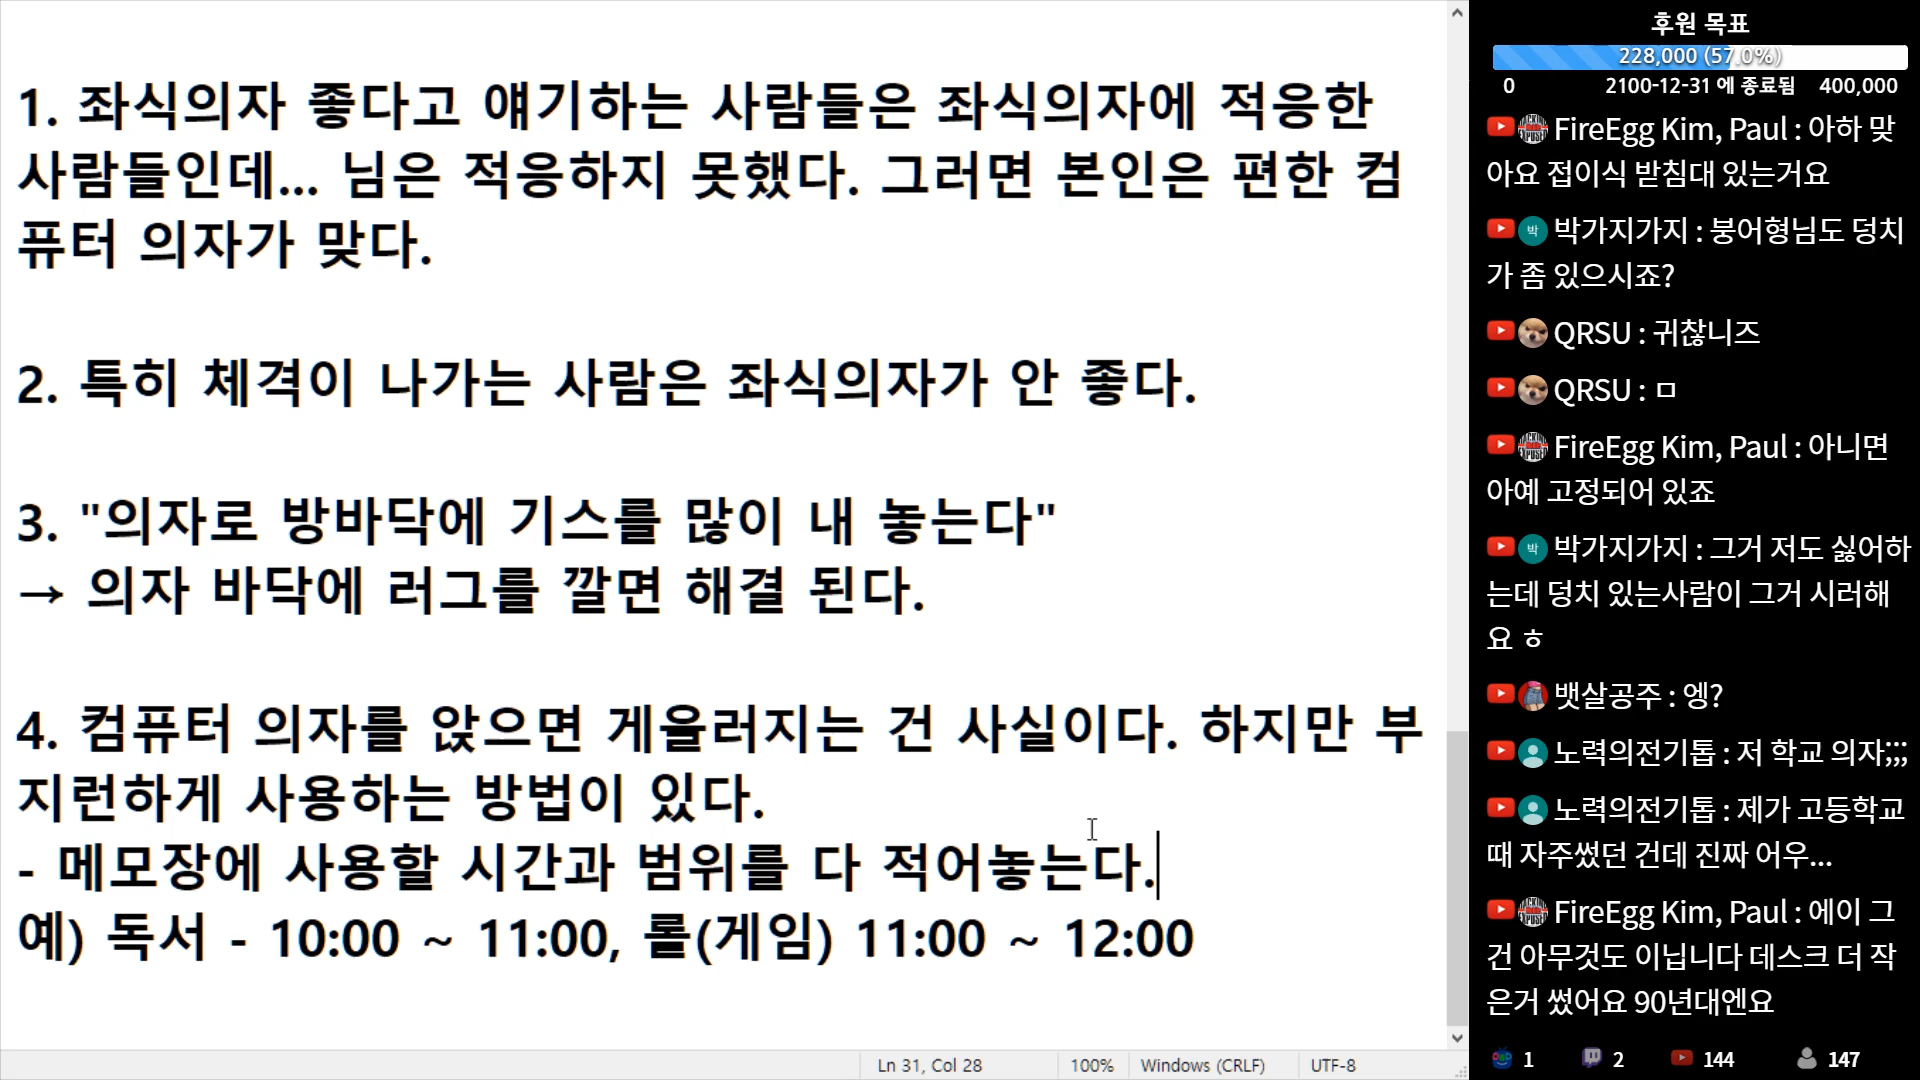 1. 좌식의자 좋다고 얘기하는 사람들은 좌식의자에 적응한
사람들인데... 님은 적응하지 못했다. 그러면 본인은 편한 컴
퓨터 의자가 맞다.
2. 특히 체격이 나가는 사람은 좌식의자가 안 좋다.
3. "의자로 방바닥에 기스를 많이 내 놓는다"
→ 의자 바닥에 러그를 깔면 해결 된다.
4. 컴퓨터 의자를 앉으면 게율러지는 건 사실이다. 하지만 부
지런하게 사용하는 방법이 있다.
- 메모장에 사용할 시간과 범위를 다 적어놓는다.
예) 독서 - 10:00 ~ 11:00, 롤(게임) 11:00 ~ 12:00
Ln 31, Col 28 100% Windows (CRLF) UTF-8
후원 목표
228,000 (57.0%)
0 2100-12-31 에 종료됨 400,000
FireEgg Kim, Paul : 아하 맞
아요 접이식 받침대 있는거요
박 박가지가지 : 붕어형님도 덩치
가 좀 있으시죠?
QRSU : 귀찮니즈
QRSU : ㅁ
FireEgg Kim, Paul : 아니면
아예 고정되어 있죠
박 박가지가지 : 그거 저도 싫어하
는데 덩치 있는사람이 그거 시러해
요 ㅎ
뱃살공주 : 엥?
노력의전기톱 : 저 학교 의자;;;
노력의전기톱 : 제가 고등학교
때 자주썼던 건데 진짜 어우...
FireEgg Kim, Paul : 에이 그
건 아무것도 이닙니다 데스크 더 작
은거 썼어요 90년대엔요
1 2 144 147